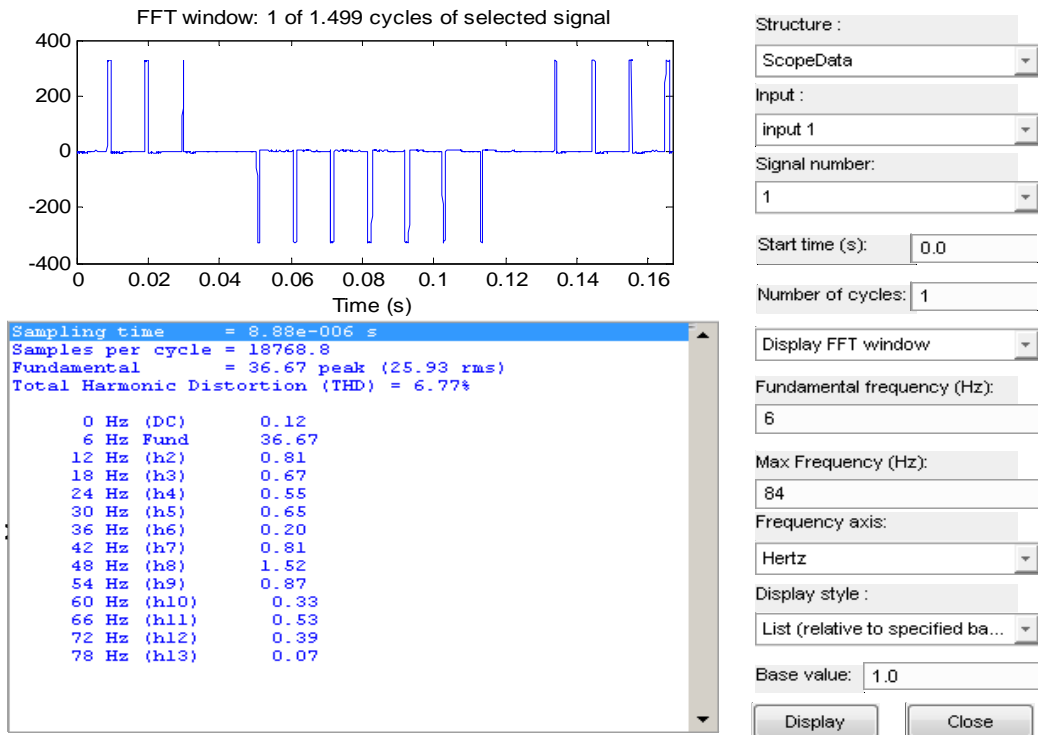 FFT window: 1 of 1.499 cycles of selected signal
400
200
0
-200
-400
0 0.02 0.04 0.06 0.08 0.1 0.12 0.14 0.16
Time (s)
Sampling time = 8.88e-006 s
Samples per cycle = 18768.8
Fundamental = 36.67 peak (25.93 rms)
Total Harmonic Distortion (THD) = 6.77%
0 Hz (DC) 0.12
6 Hz Fund 36.67
12 Hz (h2) 0.81
18 Hz (h3) 0.67
24 Hz (h4) 0.55
30 Hz (h5) 0.65
36 Hz (h6) 0.20
42 Hz (h7) 0.81
48 Hz (h8) 1.52
54 Hz (h9) 0.87
60 Hz (h10) 0.33
66 Hz (h11) 0.53
72 Hz (h12) 0.39
78 Hz (h13) 0.07
Structure :
ScopeData
Input :
input 1
Signal number:
1
Start time (s): 0.0
Number of cycles: 1
Display FFT window
Fundamental frequency (Hz):
6
Max Frequency (Hz):
84
Frequency axis:
Hertz
Display style :
List (relative to specified ba...
Base value: 1.0
Display Close